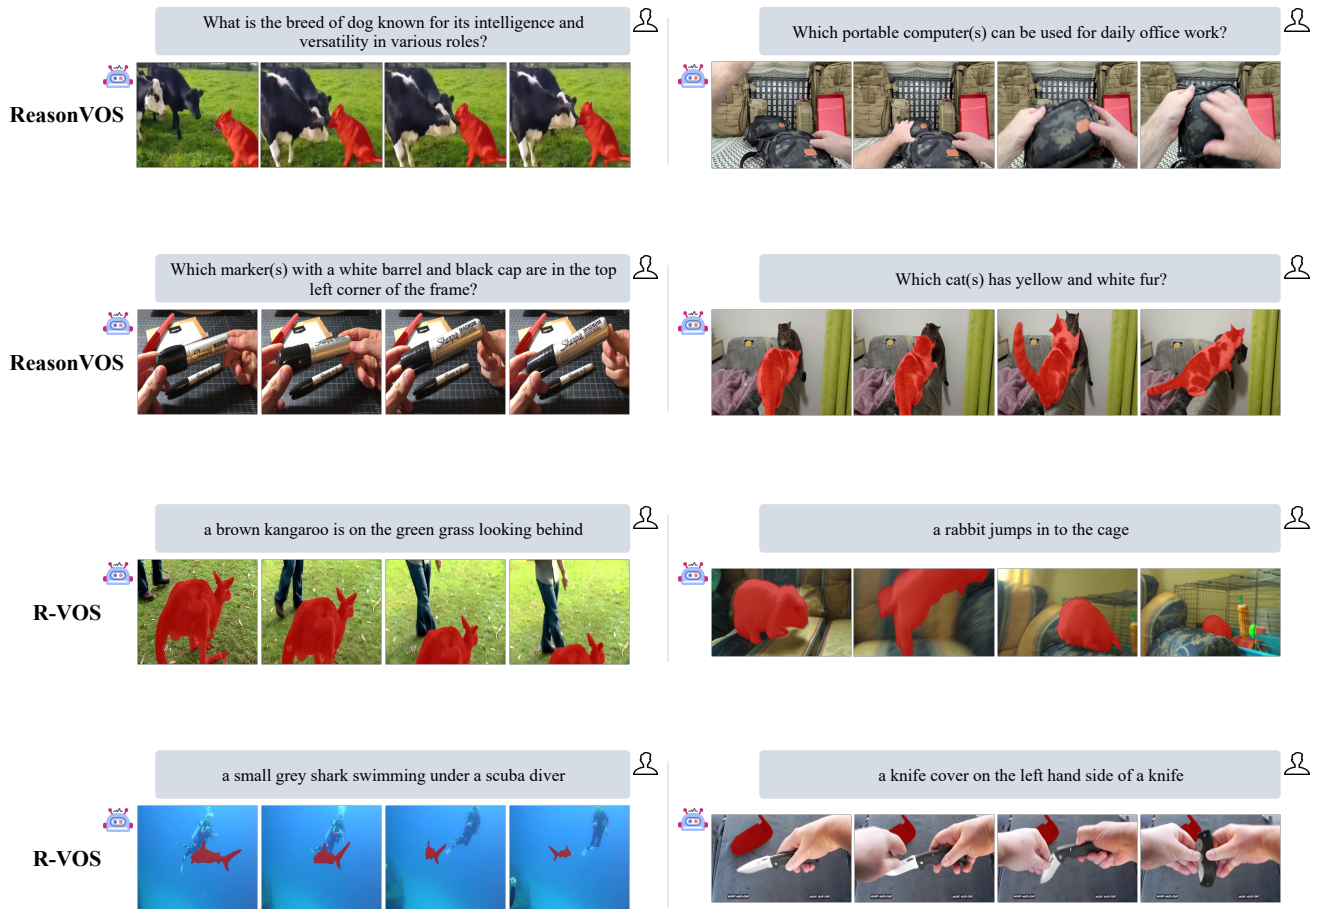 What is the breed of dog known for its intelligence and
versatility in various roles?
Which portable computer(s) can be used for daily office work?
ReasonVOS
Which marker(s) with a white barrel and black cap are in the top
left corner of the frame?
Which cat(s) has yellow and white fur?
ReasonVOS
Sharpie MAGNUM
Sharpie MAGNUM
a brown kangaroo is on the green grass looking behind
a rabbit jumps in to the cage
R-VOS
a small grey shark swimming under a scuba diver
a knife cover on the left hand side of a knife
R-VOS